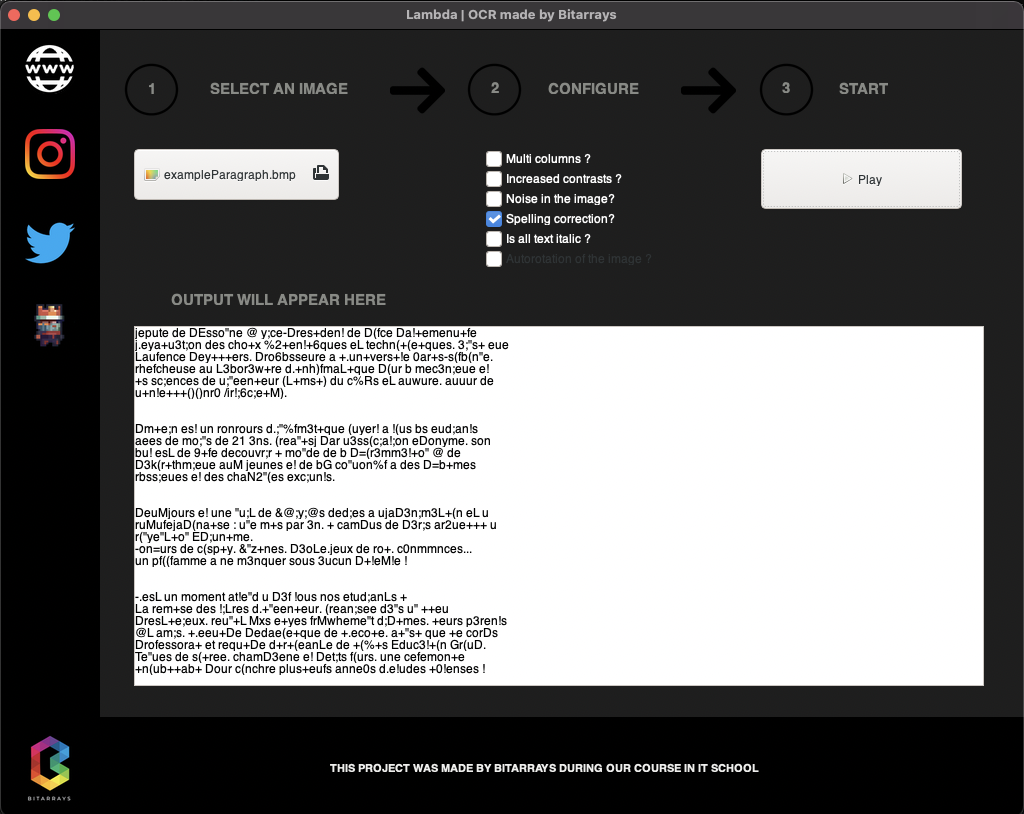 Lambda | OCR made by Bitarrays
WWW
1 SELECT AN IMAGE 2 CONFIGURE 3 START
exampleParagraph.bmp
Multi columns ?
Increased contrasts ?
Noise in the image?
Spelling correction?
Is all text italic ?
Autorotation of the image ?
Play
OUTPUT WILL APPEAR HERE
jepute de DEsso"ne @ y;ce-Dres+den! de D(fce Da!+emenu+fe
j.eya+u3t;on des cho+x %2+en!+6ques eL techn(+(e+ques. 3;"s+ eue
Laufence Dey+++ers. Dro6bsseure a +.un+vers+!e 0ar+s-s(fb(n"e.
rhefcheuse au L3bor3w+re d.+nh)fmaL+que D(ur b mec3n;eue e!
+s sc;ences de u;"een+eur (L+ms+) du c%Rs eL auwure. auuur de
u+n!e+++()()nr0 /ir!;6c;e+M).
Dm+e;n es! un ronrours d.;"%fm3t+que (uyer! a !(us bs eud;an!s
aees de mo;"s de 21 3ns. (rea"+sj Dar u3ss(c;a!;on eDonyme. son
bu! esL de 9+fe decouvr;r + mo"de de b D=(r3mm3!+o" @ de
D3k(r+thm;eue auM jeunes e! de bG co"uon%f a des D=b+mes
rbss;eues e! des chaN2"(es exc;un!s.
DeuMjours e! une "u;L de &@;y;@s ded;es a ujaD3n;m3L+(n eL u
ruMufejaD(na+se : u"e m+s par 3n. + camDus de D3r;s ar2ue+++ u
r("ye"L+o" ED;un+me.
-on=urs de c(sp+y. &"z+nes. D3oLe.jeux de ro+. c0nmmnces...
un pf((famme a ne m3nquer sous 3ucun D+!eM!e !
-.esL un moment at!e"d u D3f !ous nos etud;anLs +
La rem+se des !;Lres d.+"een+eur. (rean;see d3"s u" ++eu
DresL+e;eux. reu"+L Mxs e+yes frMwheme"t d;D+mes. +eurs p3ren!s
@L am;s. +.eeu+De Dedae(e+que de +.eco+e. a+"s+ que +e corDs
Drofessora+ et requ+De d+r+(eanLe de +(%+s Educ3!+(n Gr(uD.
Te"ues de s(+ree. chamD3ene e! Det;ts f(urs. une cefemon+e
+n(ub++ab+ Dour c(nchre plus+eufs anne0s d.e!udes +0!enses !
BITARRAYS
THIS PROJECT WAS MADE BY BITARRAYS DURING OUR COURSE IN IT SCHOOL